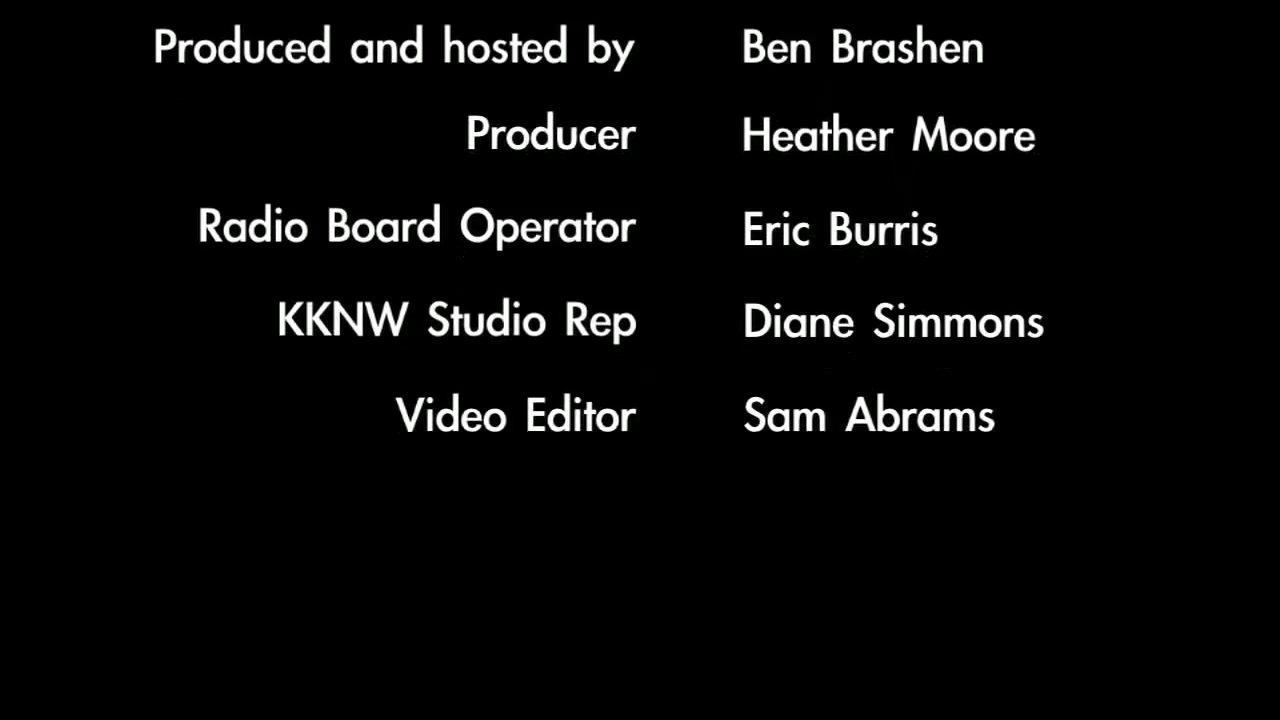 Produced and hosted by Ben Brashen
Producer Heather Moore
Radio Board Operator Eric Burris
KKNW Studio Rep Diane Simmons
Video Editor Sam Abrams